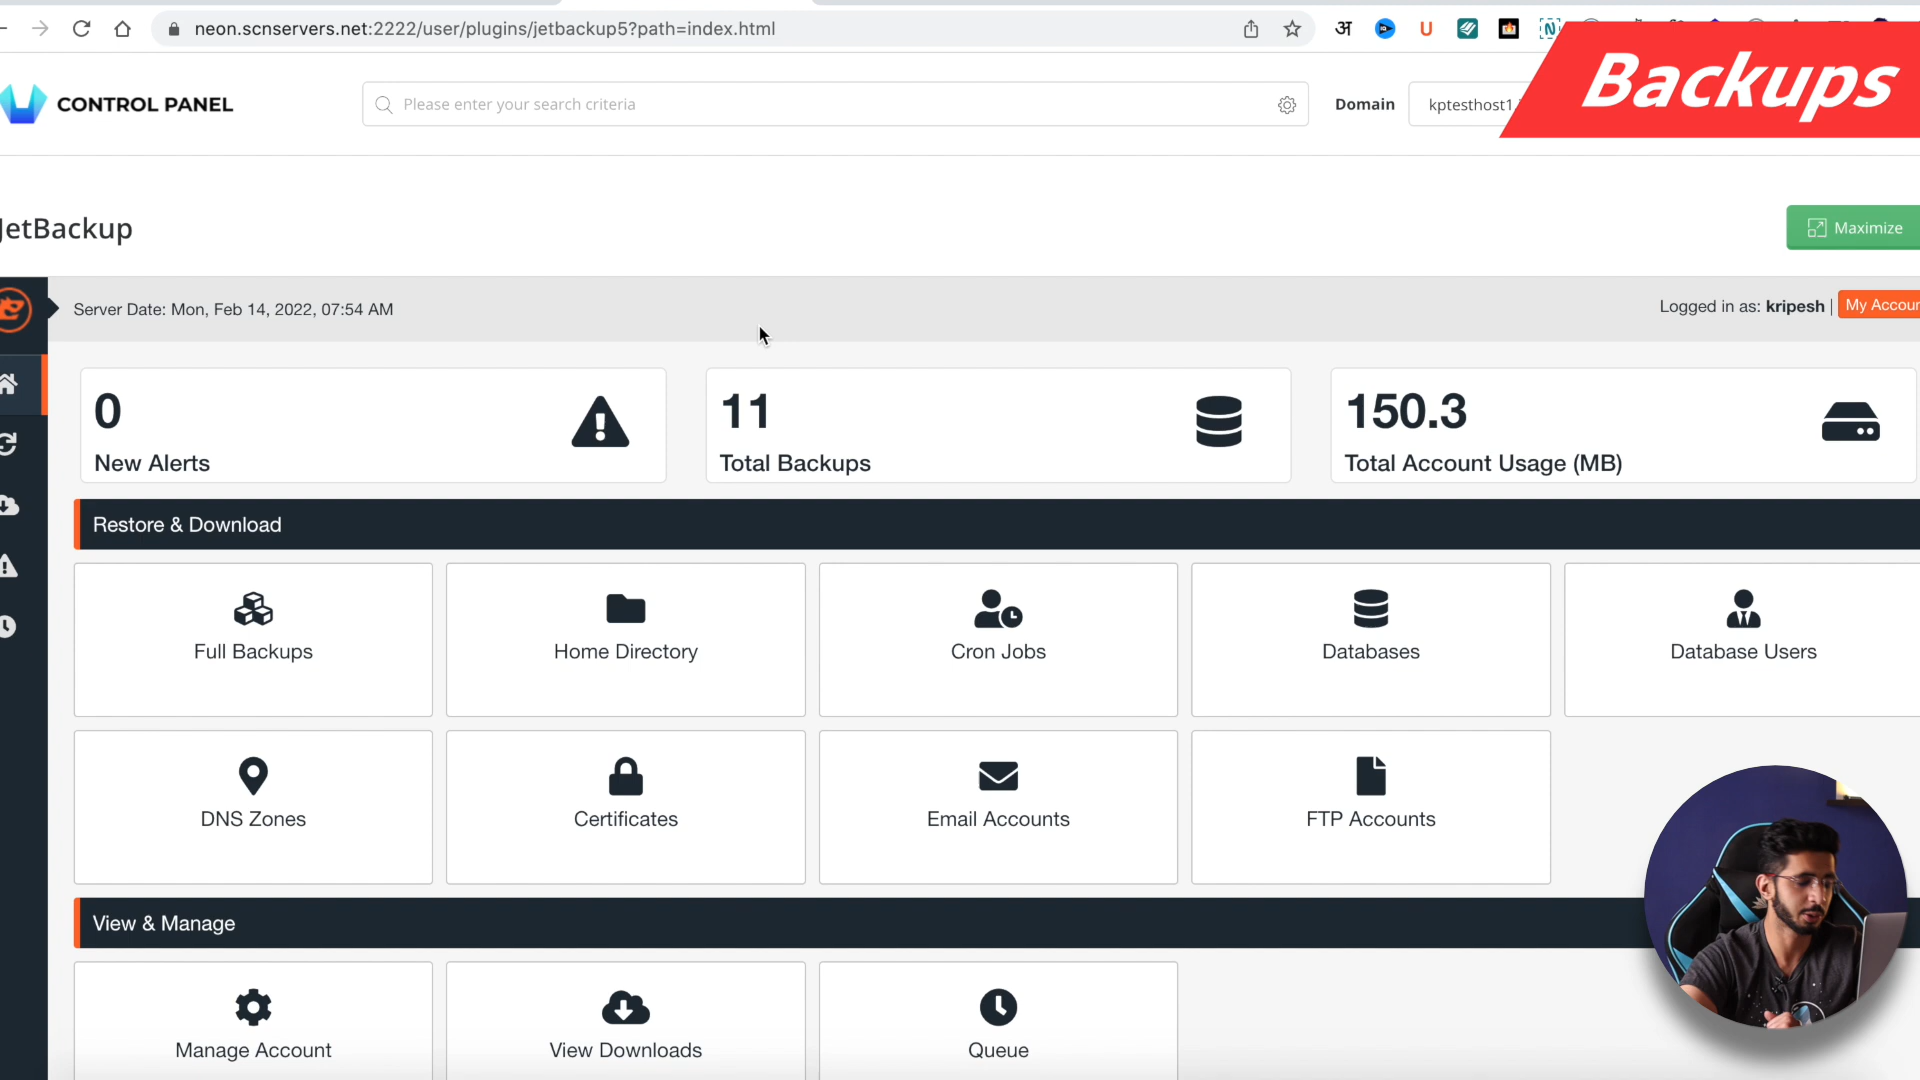 neon.scnservers.net:2222/user/plugins/jetbackup5?path=index.html
अ
U
N
Backups
CONTROL PANEL
Please enter your search criteria
Domain
kptesthost1
JetBackup
Maximize
Server Date: Mon, Feb 14, 2022, 07:54 AM
Logged in as: kripesh |
My Accoun
0
New Alerts
11
Total Backups
150.3
Total Account Usage (MB)
Restore & Download
Full Backups
Home Directory
Cron Jobs
Databases
Database Users
DNS Zones
Certificates
Email Accounts
FTP Accounts
View & Manage
Manage Account
View Downloads
Queue